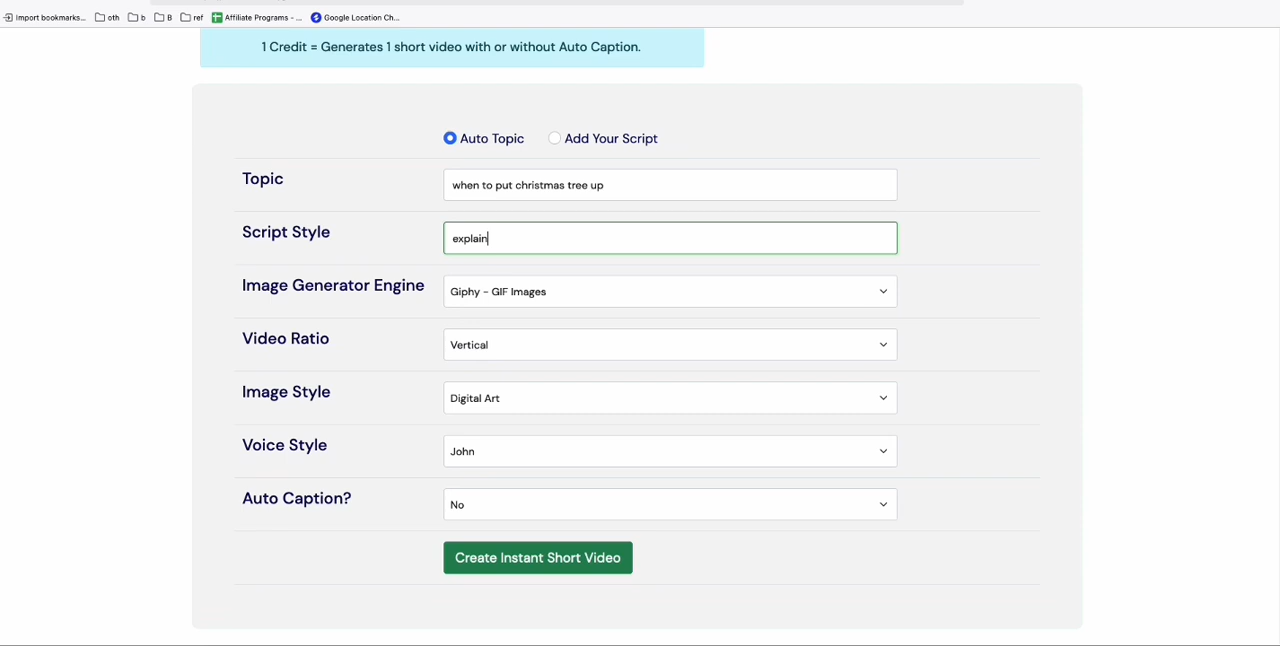 Import bookmarks... oth b B ref Affiliate Programs - ... Google Location Ch...
1 Credit = Generates 1 short video with or without Auto Caption.
Auto Topic Add Your Script
Topic when to put christmas tree up
Script Style explain
Image Generator Engine Giphy - GIF Images
Video Ratio Vertical
Image Style Digital Art
Voice Style John
Auto Caption? No
Create Instant Short Video